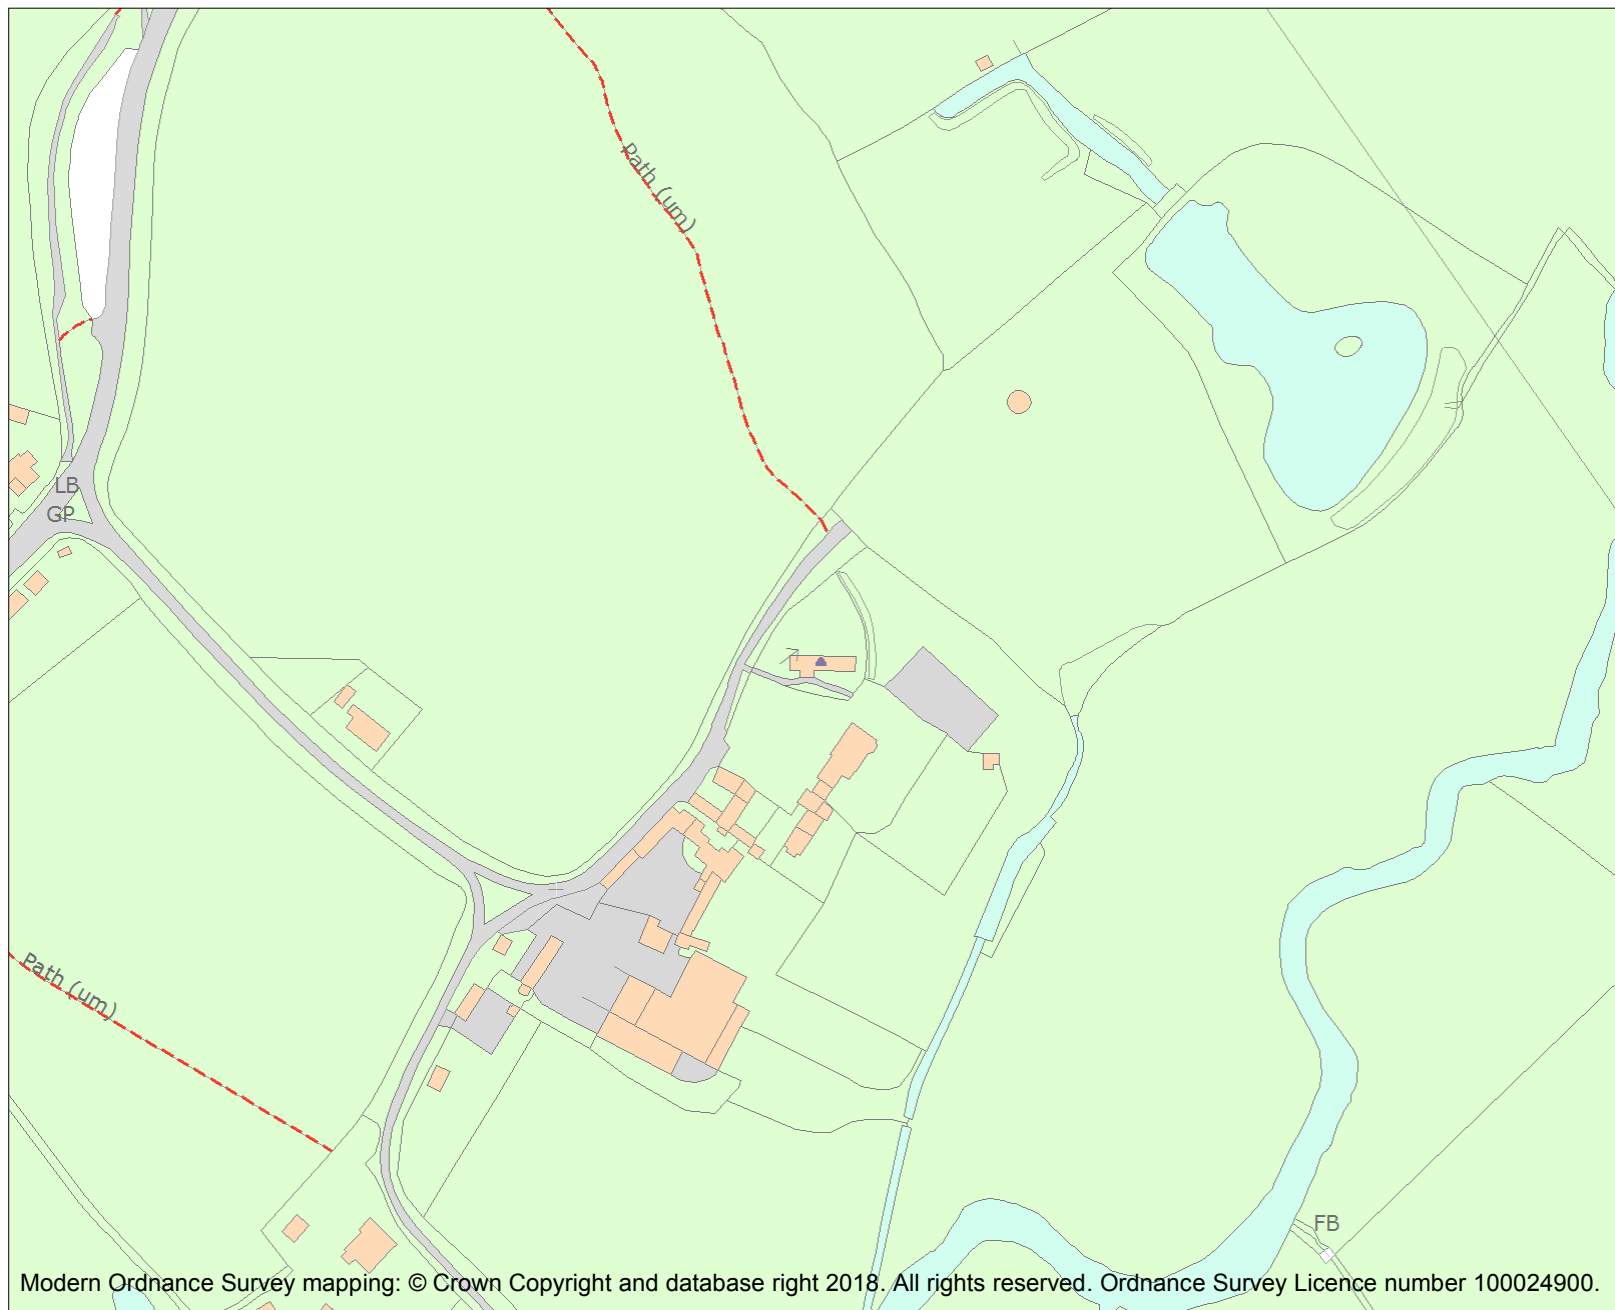 Path (um)
LB
GP
Path (um)
FB
Modern Ordnance Survey mapping: © Crown Copyright and database right 2018. All rights reserved. Ordnance Survey Licence number 100024900.